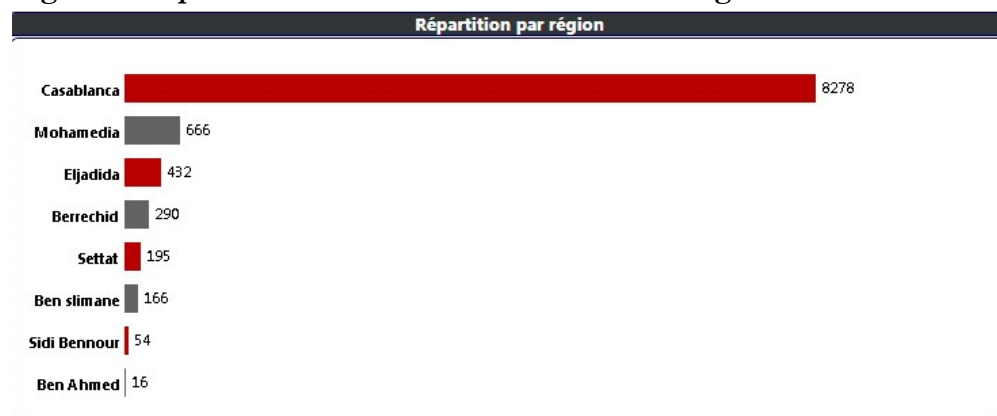 Répartition par région
Casablanca 8278
Mohamedia 666
Eljadida 432
Berrechid 290
Settat 195
Ben slimane 166
Sidi Bennour 54
Ben Ahmed 16